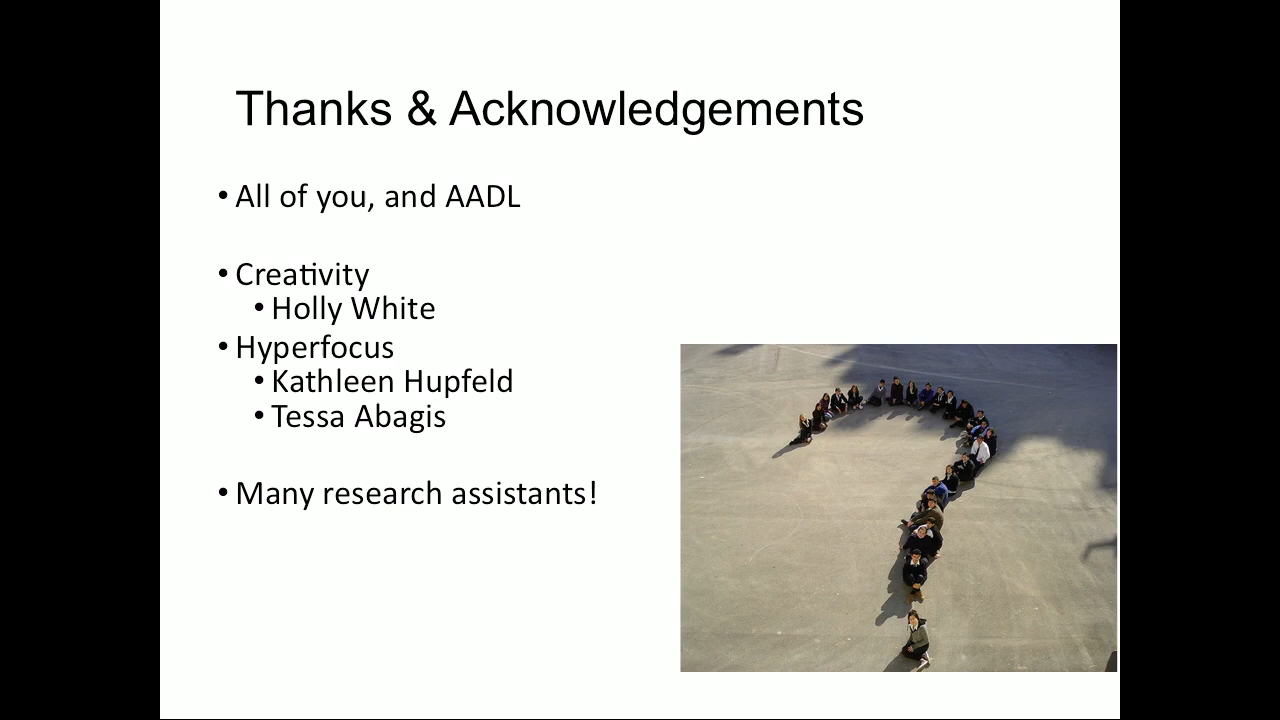 Thanks & Acknowledgements
• All of you, and AADL
• Creativity
• Holly White
• Hyperfocus
• Kathleen Hupfeld
• Tessa Abagis
• Many research assistants!